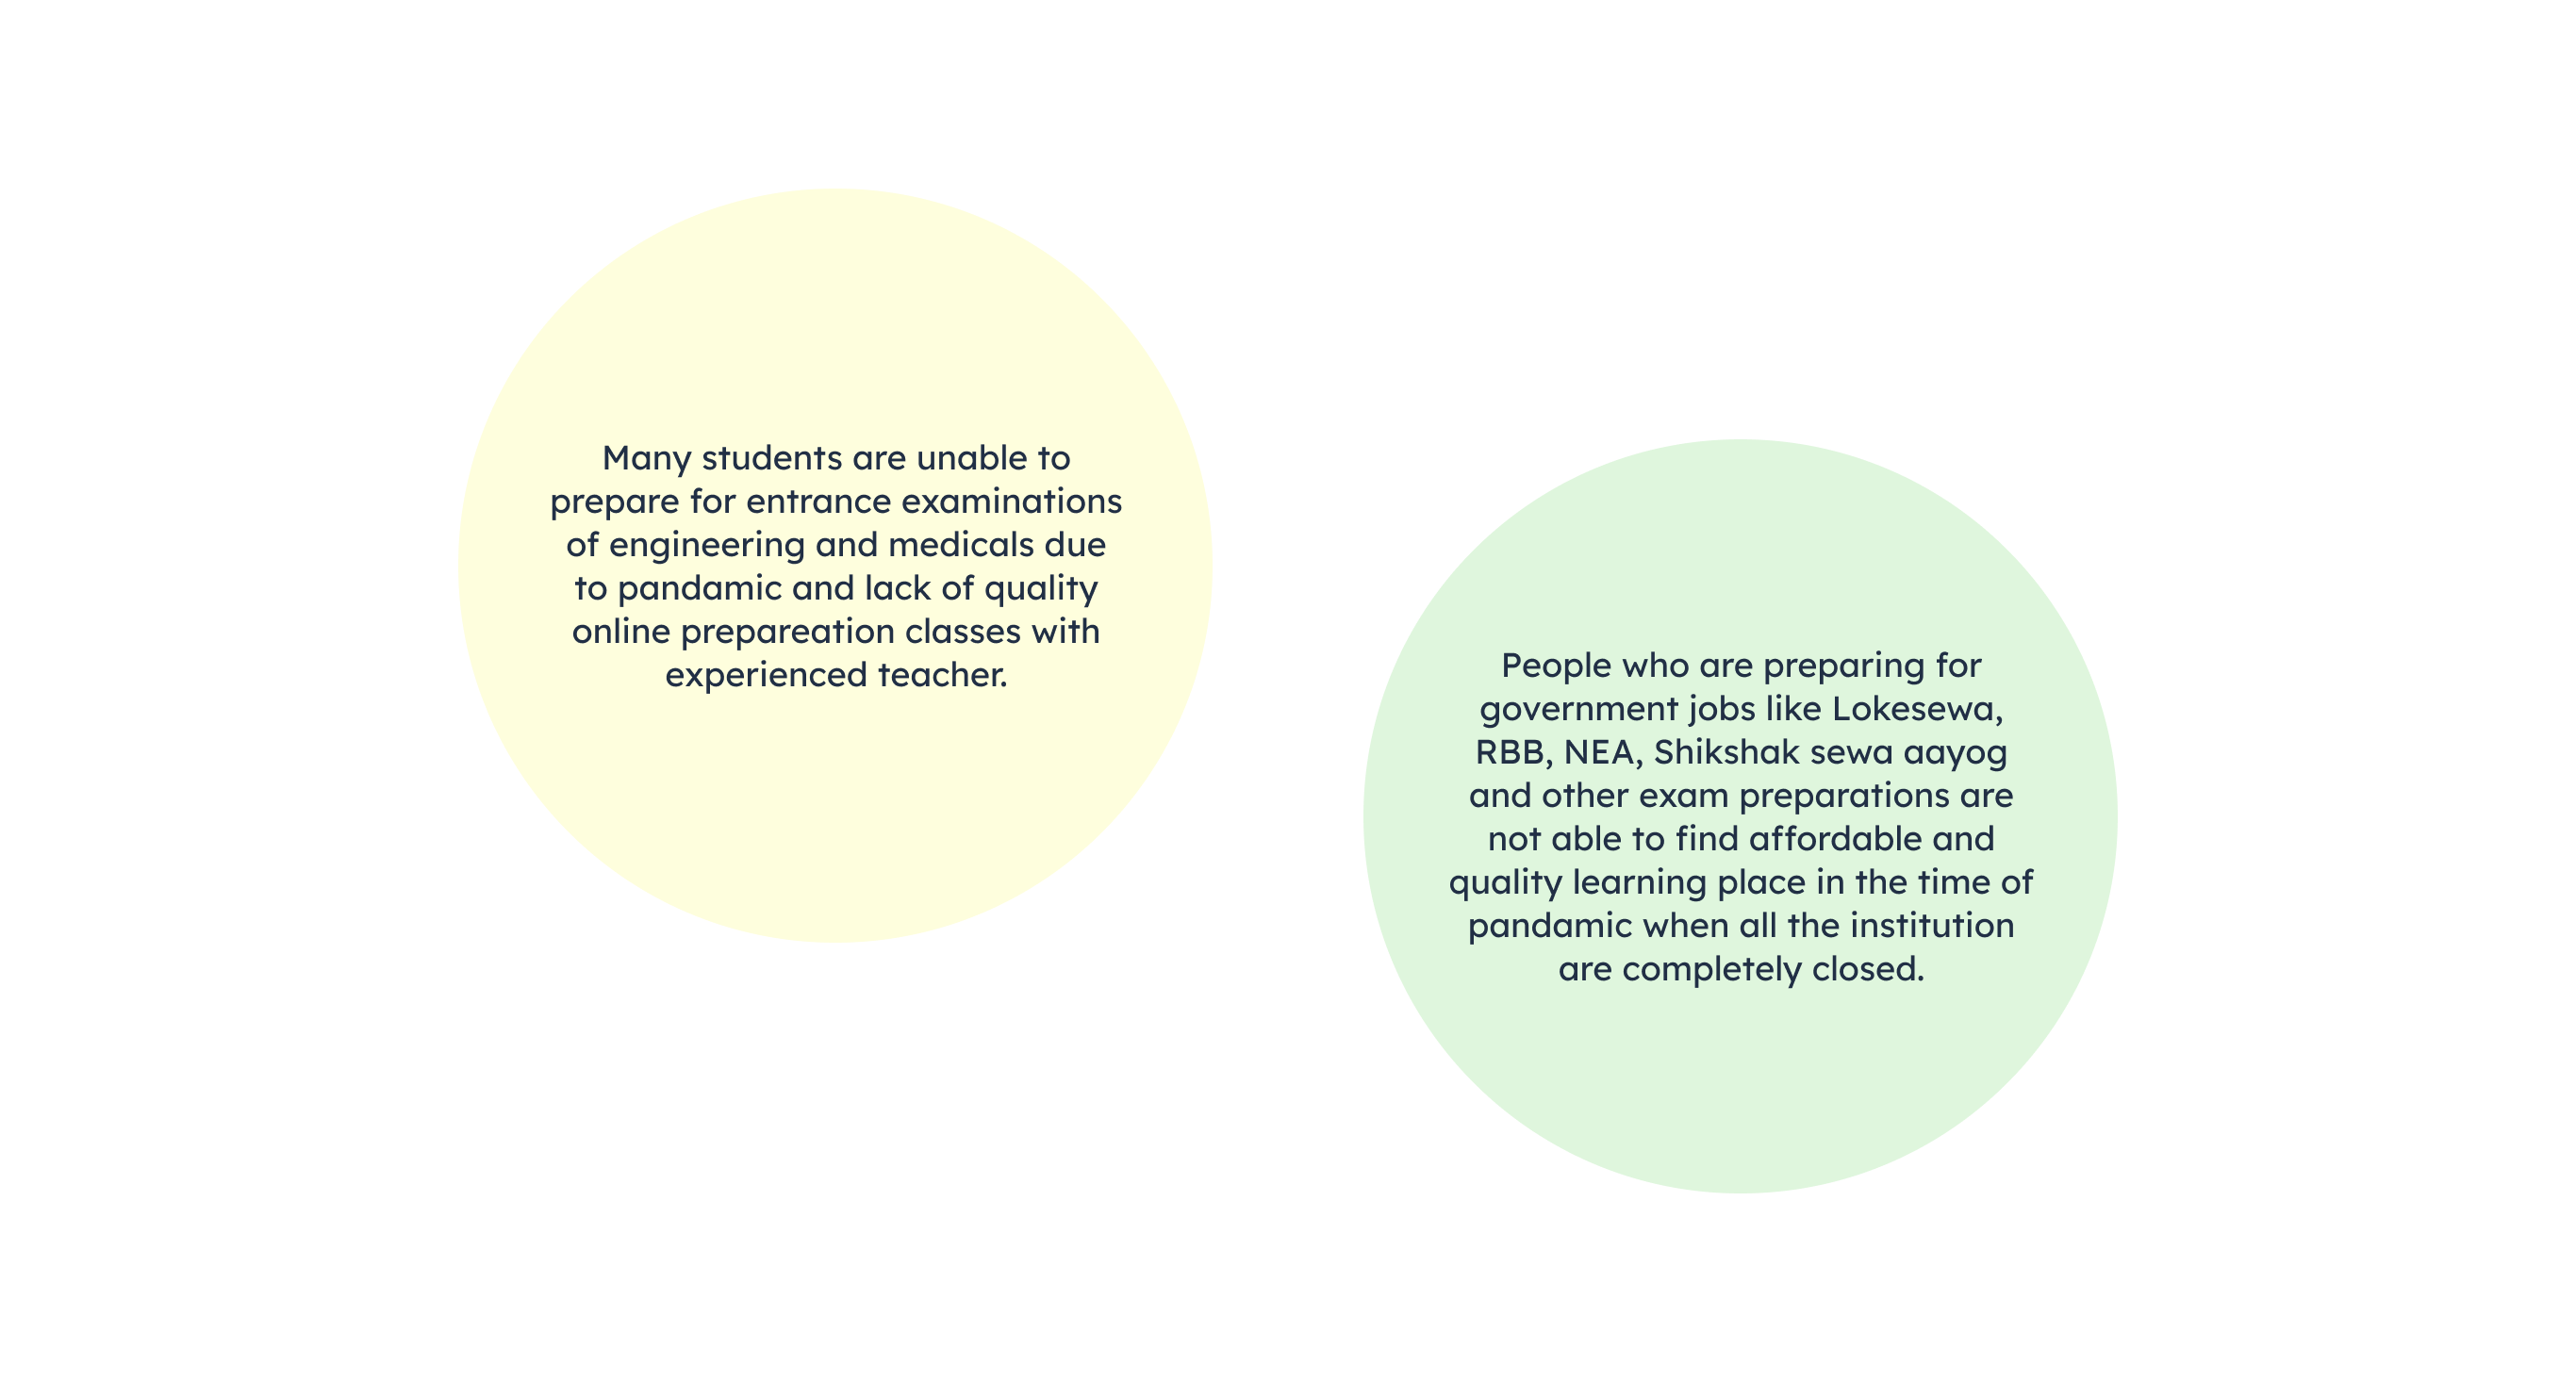 Many students are unable to
prepare for entrance examinations
of engineering and medicals due
to pandamic and lack of quality
online prepareation classes with
experienced teacher.
People who are preparing for
government jobs like Lokesewa,
RBB, NEA, Shikshak sewa aayog
and other exam preparations are
not able to find affordable and
quality learning place in the time of
pandamic when all the institution
are completely closed.